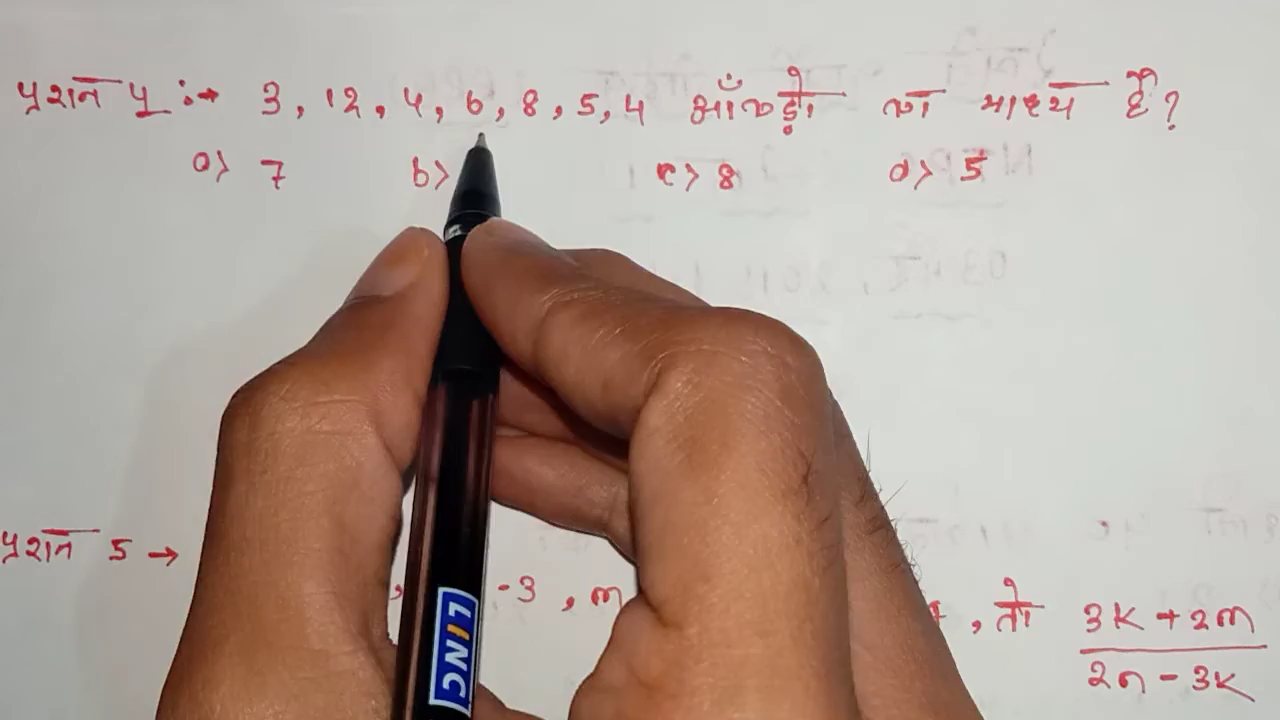 प्रश्न 4 :→ 3, 12, 4, 6, 8, 5, 4 आँकड़ों का माध्य है?
a> 7 b> c> 8 d> 5
प्रश्न 5 → , -3, m , तो 3K + 2m
2n - 3K
LINC